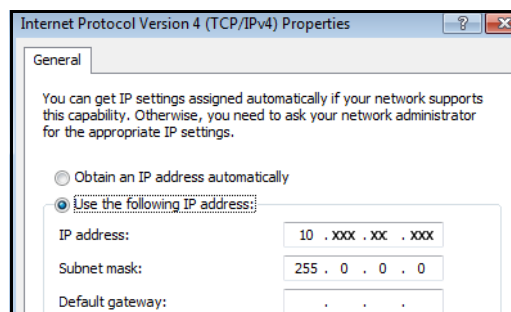 Internet Protocol Version 4 (TCP/IPv4) Properties ? X
General
You can get IP settings assigned automatically if your network supports
this capability. Otherwise, you need to ask your network administrator
for the appropriate IP settings.
Obtain an IP address automatically
Use the following IP address:
IP address: 10 . XXX . XX . XXX
Subnet mask: 255 . 0 . 0 . 0
Default gateway: . . .